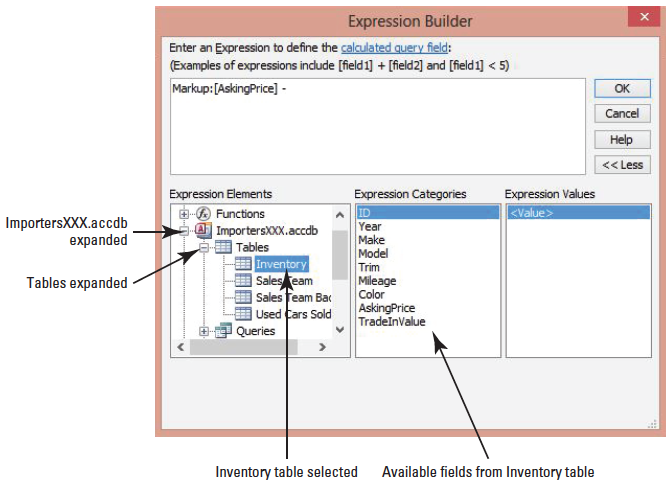 Expression Builder
Enter an Expression to define the calculated query field:
(Examples of expressions include [field1] + [field2] and [field1] < 5)
Markup:[AskingPrice] -
OK
Cancel
Help
<< Less
Expression Elements
Expression Categories
Expression Values
Functions
ImportersXXX.accdb
Tables
Inventory
Sales Team
Sales Team Bac
Used Cars Sold
Queries
ID
Year
Make
Model
Trim
Mileage
Color
AskingPrice
TradeInValue
<Value>
ImportersXXX.accdb
expanded
Tables expanded
Inventory table selected
Available fields from Inventory table